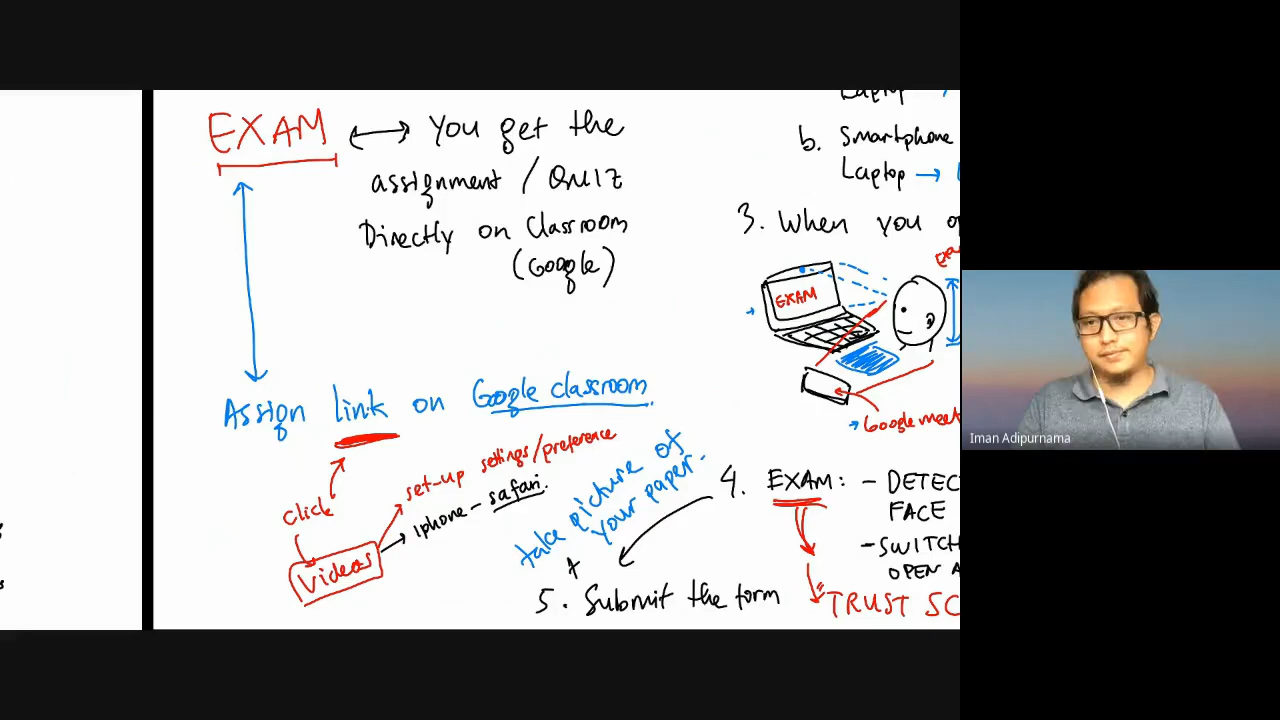 EXAM ↔ You get the
assignment / QUIZ
Directly on Classroom
(Google)
Assign link on Google classroom
click
Videos
set-up settings/preference
iphone - safari.
take picture of
your paper.
b. Smartphone
Laptop →
3. When you
EXAM
Google meet
4. EXAM: - DETEC
FACE
- SWITCH
OPEN A
TRUST SC
5. Submit the form
Iman Adipurnama